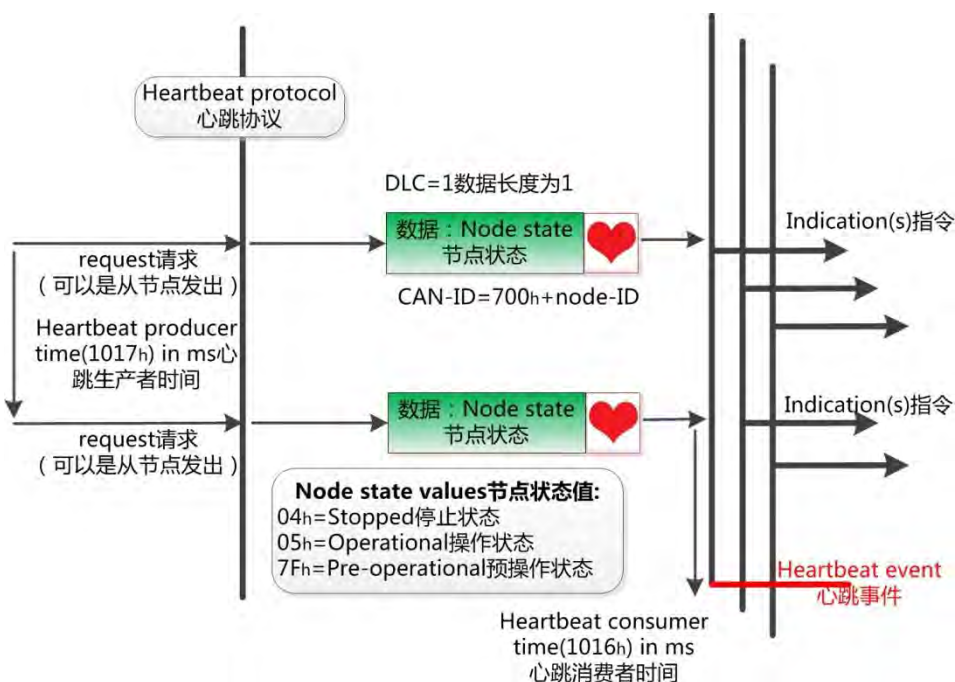 Heartbeat protocol
心跳协议
DLC=1数据长度为1
数据：Node state
节点状态
Indication(s)指令
request请求
（可以是从节点发出）
CAN-ID=700h+node-ID
Heartbeat producer
time(1017h) in ms心
跳生产者时间
数据：Node state
节点状态
Indication(s)指令
request请求
（可以是从节点发出）
Node state values节点状态值:
04h=Stopped停止状态
05h=Operational操作状态
7Fh=Pre-operational预操作状态
Heartbeat event
心跳事件
Heartbeat consumer
time(1016h) in ms
心跳消费者时间